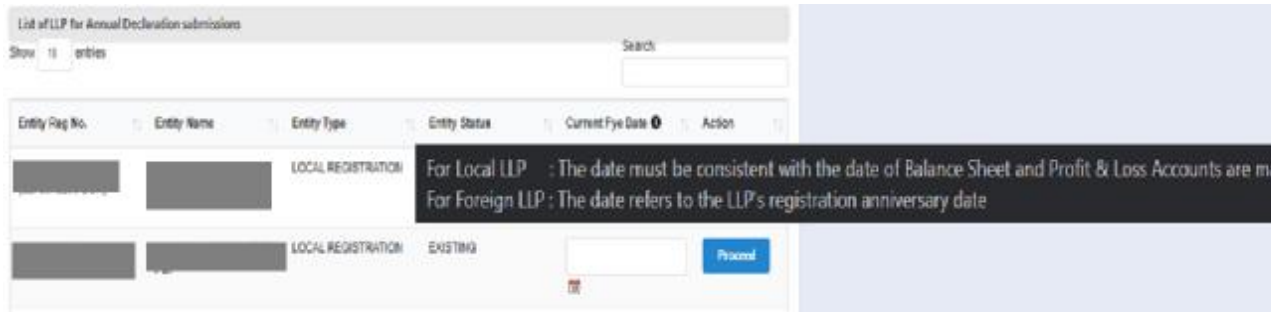 List of LLP for Annual Declaration submissions
Show 10 entries
Search
Entity Reg No. Entity Name Entity Type Entity Status Current Fye Date Action
LOCAL REGISTRATION
For Local LLP : The date must be consistent with the date of Balance Sheet and Profit & Loss Accounts are ma
For Foreign LLP : The date refers to the LLP's registration anniversary date
LOCAL REGISTRATION EXISTING Proceed